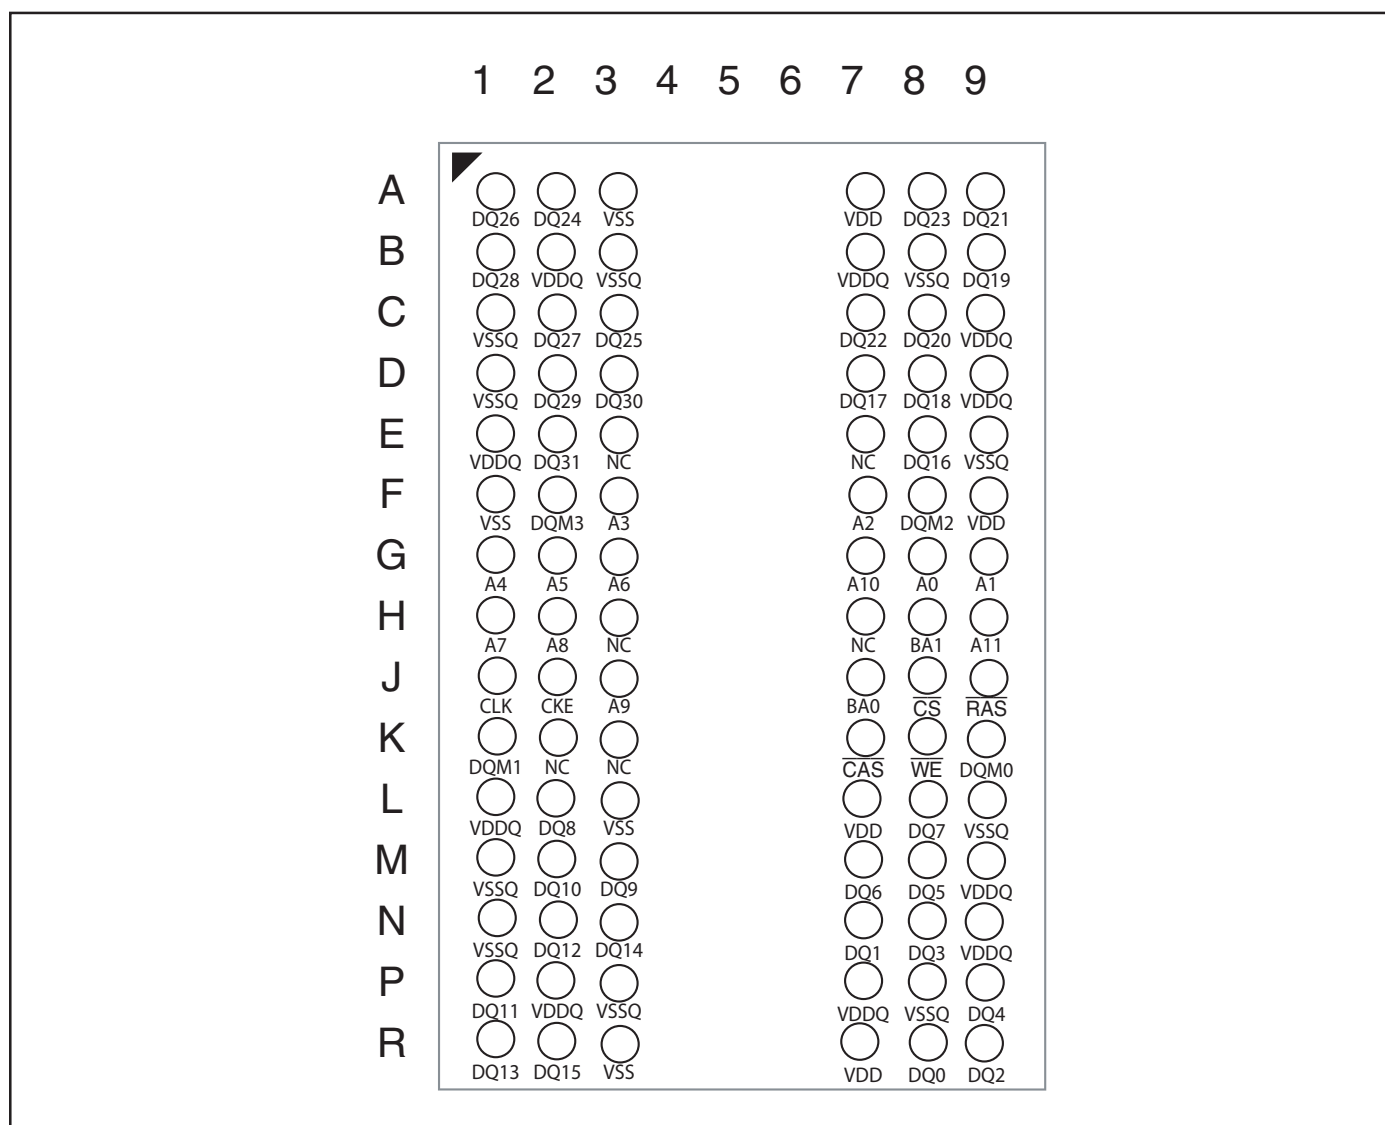 1 2 3 4 5 6 7 8 9
A
DQ26 DQ24 VSS VDD DQ23 DQ21
B
DQ28 VDDQ VSSQ VDDQ VSSQ DQ19
C
VSSQ DQ27 DQ25 DQ22 DQ20 VDDQ
D
VSSQ DQ29 DQ30 DQ17 DQ18 VDDQ
E
VDDQ DQ31 NC NC DQ16 VSSQ
F
VSS DQM3 A3 A2 DQM2 VDD
G
A4 A5 A6 A10 A0 A1
H
A7 A8 NC NC BA1 A11
J
CLK CKE A9 BA0 C̅S̅ R̅A̅S̅
K
DQM1 NC NC C̅A̅S̅ W̅E̅ DQM0
L
VDDQ DQ8 VSS VDD DQ7 VSSQ
M
VSSQ DQ10 DQ9 DQ6 DQ5 VDDQ
N
VSSQ DQ12 DQ14 DQ1 DQ3 VDDQ
P
DQ11 VDDQ VSSQ VDDQ VSSQ DQ4
R
DQ13 DQ15 VSS VDD DQ0 DQ2